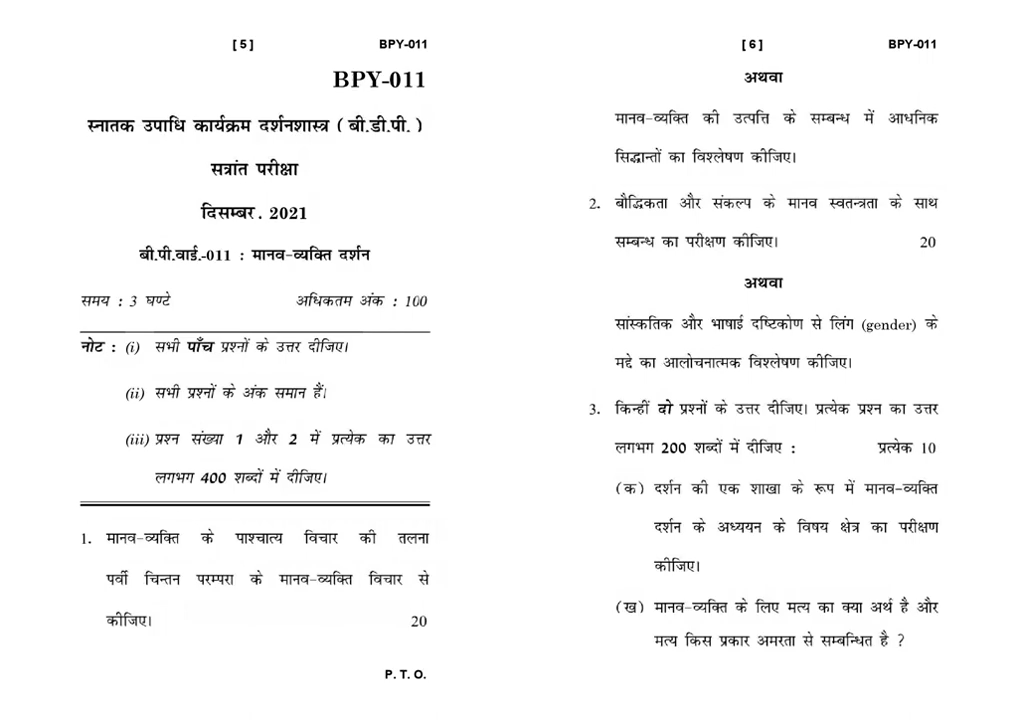 [ 5 ] BPY-011
BPY-011
स्नातक उपाधि कार्यक्रम दर्शनशास्त्र ( बी.डी.पी. )
सत्रांत परीक्षा
दिसम्बर . 2021
बी.पी.वाई.-011 : मानव-व्यक्ति दर्शन
समय : 3 घण्टे अधिकतम अंक : 100
नोट : (i) सभी पाँच प्रश्नों के उत्तर दीजिए।
(ii) सभी प्रश्नों के अंक समान हैं।
(iii) प्रश्न संख्या 1 और 2 में प्रत्येक का उत्तर
लगभग 400 शब्दों में दीजिए।
1. मानव-व्यक्ति के पाश्चात्य विचार की तलना
पर्वी चिन्तन परम्परा के मानव-व्यक्ति विचार से
कीजिए। 20
P. T. O.
[ 6 ] BPY-011
अथवा
मानव-व्यक्ति की उत्पत्ति के सम्बन्ध में आधनिक
सिद्धान्तों का विश्लेषण कीजिए।
2. बौद्धिकता और संकल्प के मानव स्वतन्त्रता के साथ
सम्बन्ध का परीक्षण कीजिए। 20
अथवा
सांस्कतिक और भाषाई दष्टिकोण से लिंग (gender) के
मद्दे का आलोचनात्मक विश्लेषण कीजिए।
3. किन्हीं दो प्रश्नों के उत्तर दीजिए। प्रत्येक प्रश्न का उत्तर
लगभग 200 शब्दों में दीजिए : प्रत्येक 10
(क) दर्शन की एक शाखा के रूप में मानव-व्यक्ति
दर्शन के अध्ययन के विषय क्षेत्र का परीक्षण
कीजिए।
(ख) मानव-व्यक्ति के लिए मत्य का क्या अर्थ है और
मत्य किस प्रकार अमरता से सम्बन्धित है ?